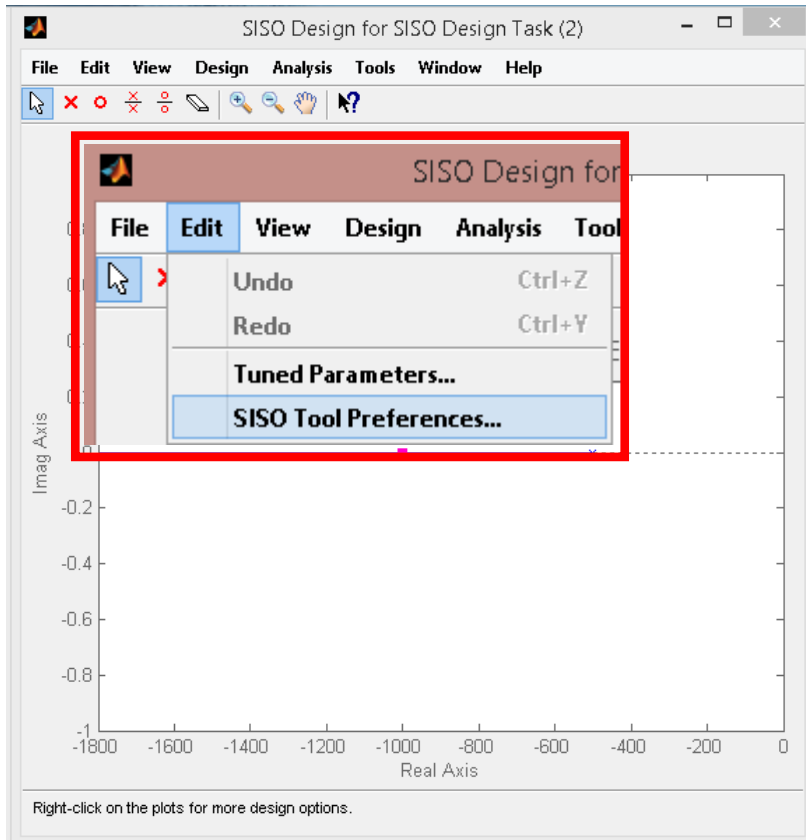 SISO Design for SISO Design Task (2)
File Edit View Design Analysis Tools Window Help
SISO Design for
File Edit View Design Analysis Tool
Undo Ctrl+Z
Redo Ctrl+Y
Tuned Parameters...
SISO Tool Preferences...
Imag Axis
-0.2
-0.4
-0.6
-0.8
-1
-1800 -1600 -1400 -1200 -1000 -800 -600 -400 -200 0
Real Axis
Right-click on the plots for more design options.